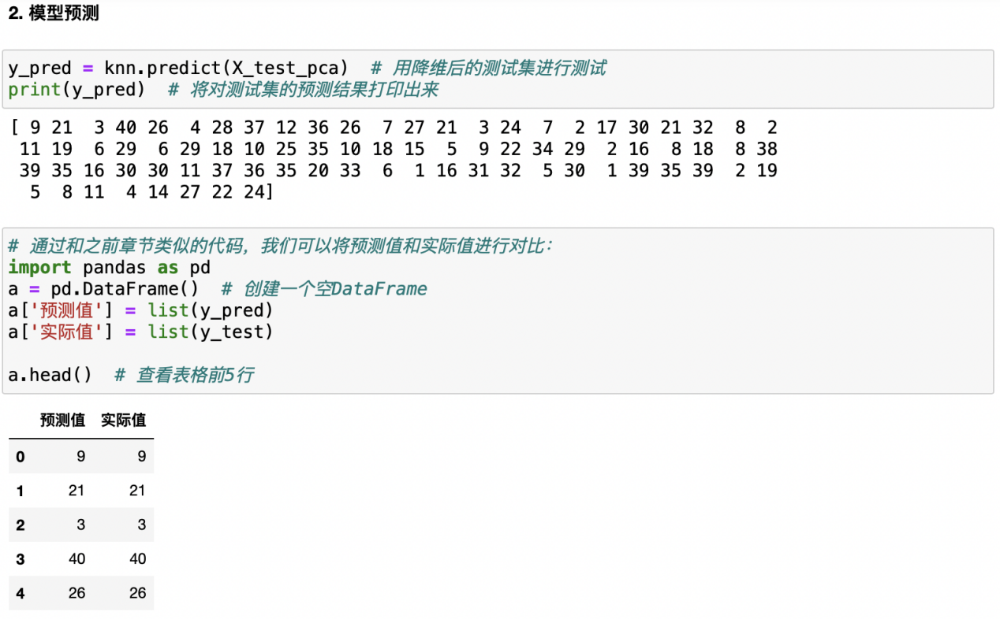 2. 模型预测
y_pred = knn.predict(X_test_pca)  # 用降维后的测试集进行测试
print(y_pred)  # 将对测试集的预测结果打印出来
[ 9 21  3 40 26  4 28 37 12 36 26  7 27 21  3 24  7  2 17 30 21 32  8  2
 11 19  6 29  6 29 18 10 25 35 10 18 15  5  9 22 34 29  2 16  8 18  8 38
 39 35 16 30 30 11 37 36 35 20 33  6  1 16 31 32  5 30  1 39 35 39  2 19
  5  8 11  4 14 27 22 24]
# 通过和之前章节类似的代码，我们可以将预测值和实际值进行对比：
import pandas as pd
a = pd.DataFrame()  # 创建一个空DataFrame
a['预测值'] = list(y_pred)
a['实际值'] = list(y_test)
a.head()  # 查看表格前5行
预测值 实际值
0 9 9
1 21 21
2 3 3
3 40 40
4 26 26